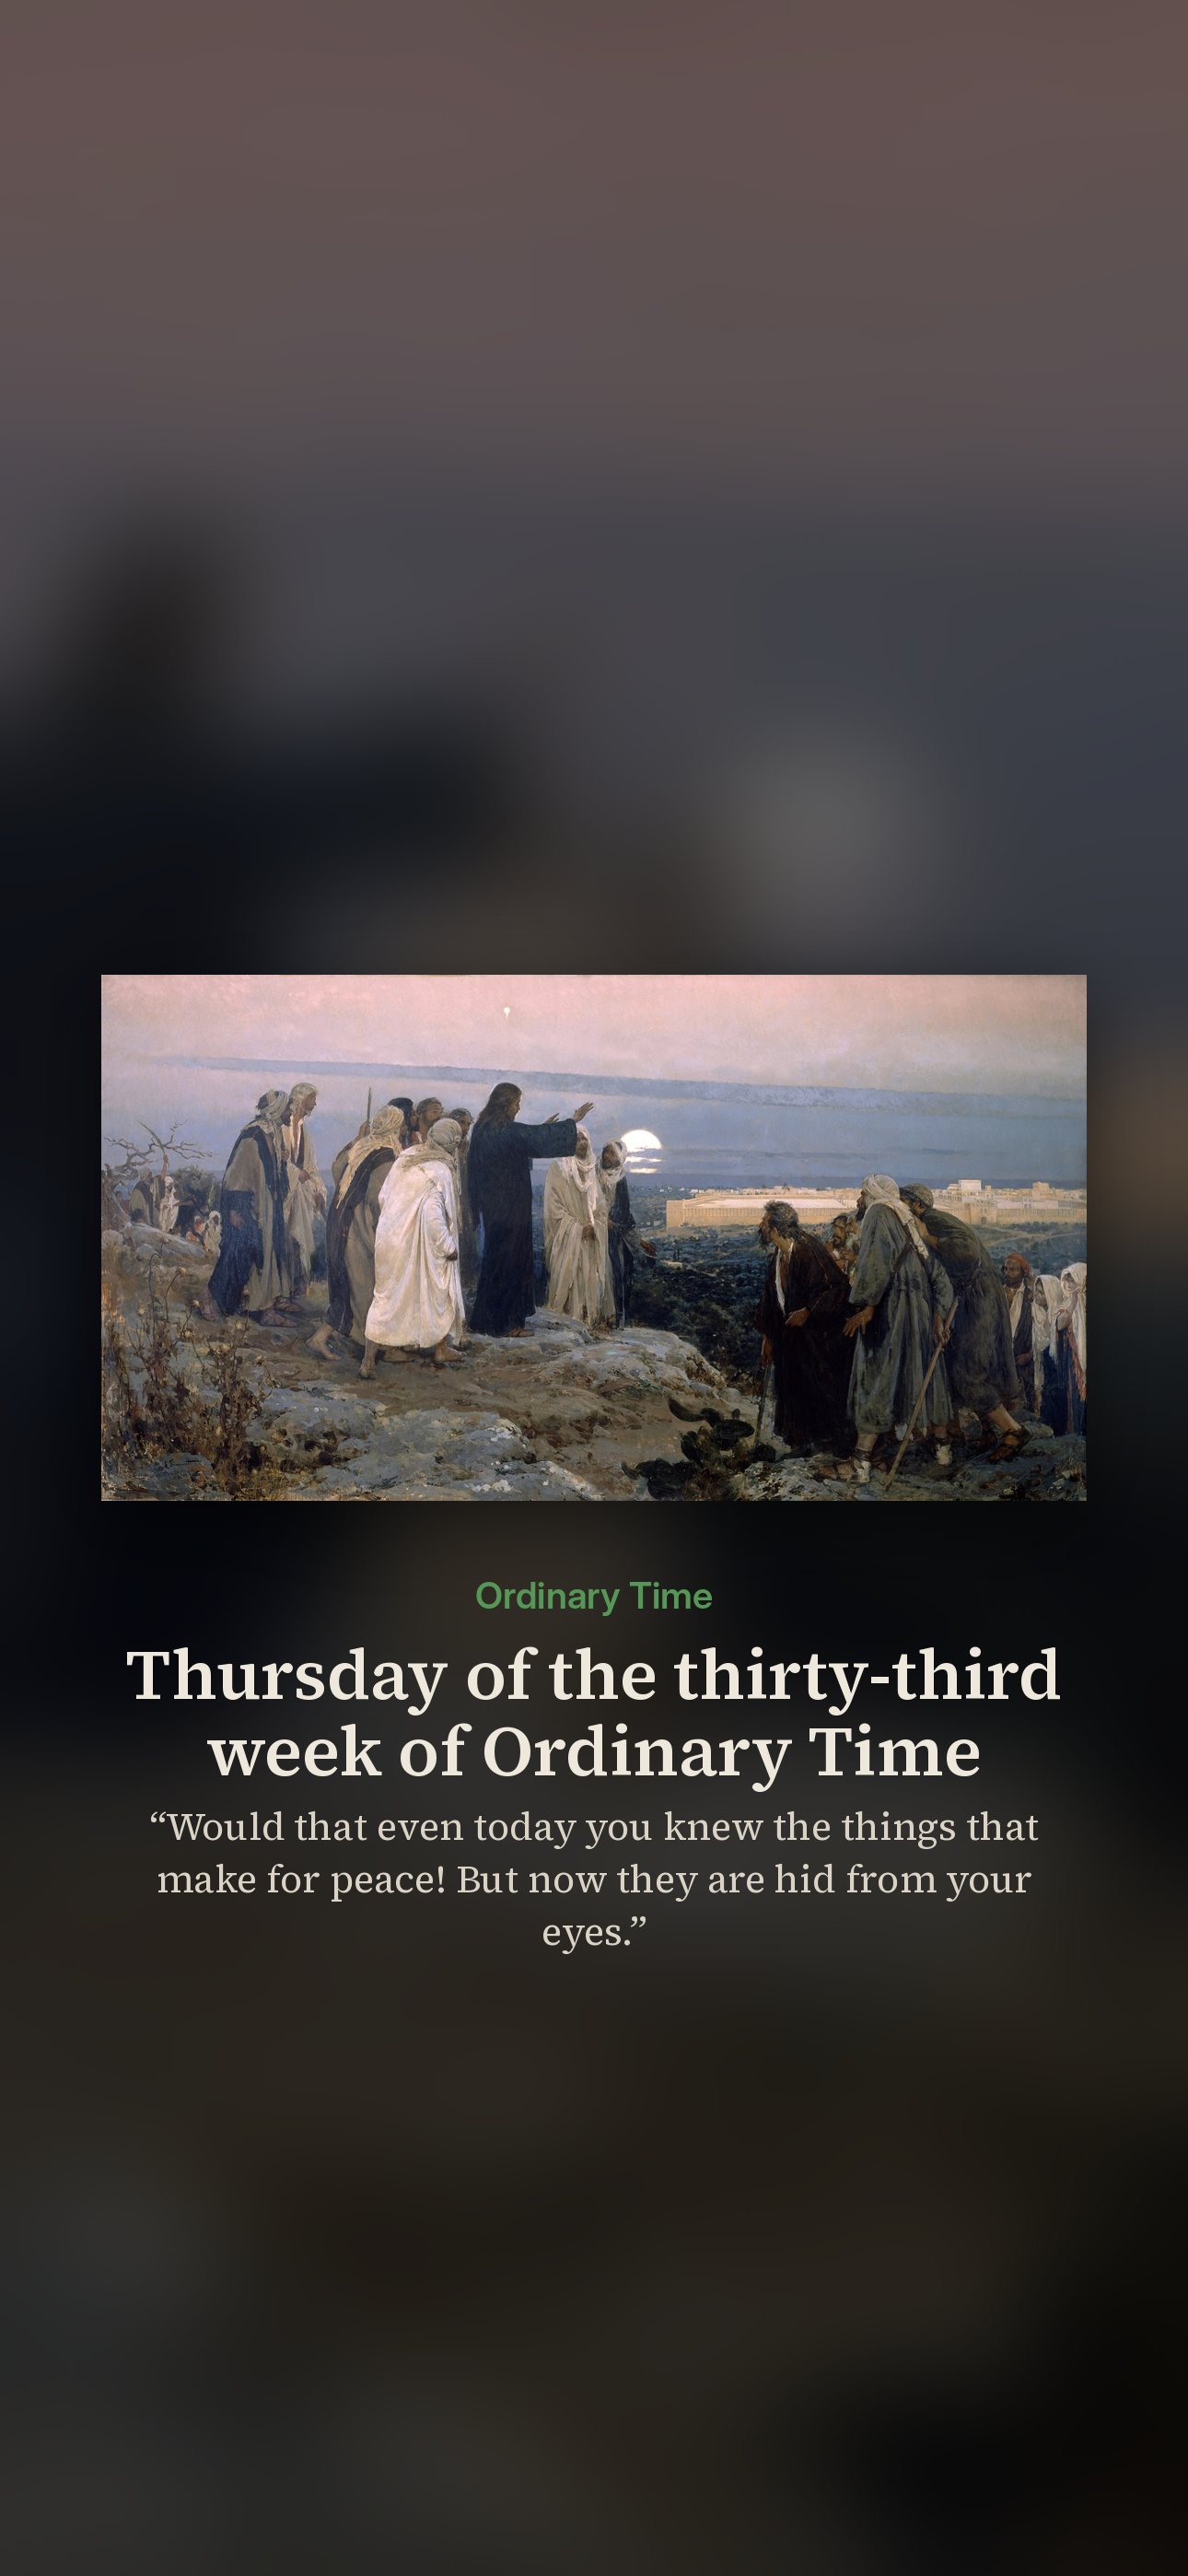 Ordinary Time
Thursday of the thirty-third
week of Ordinary Time
“Would that even today you knew the things that
make for peace! But now they are hid from your
eyes.”